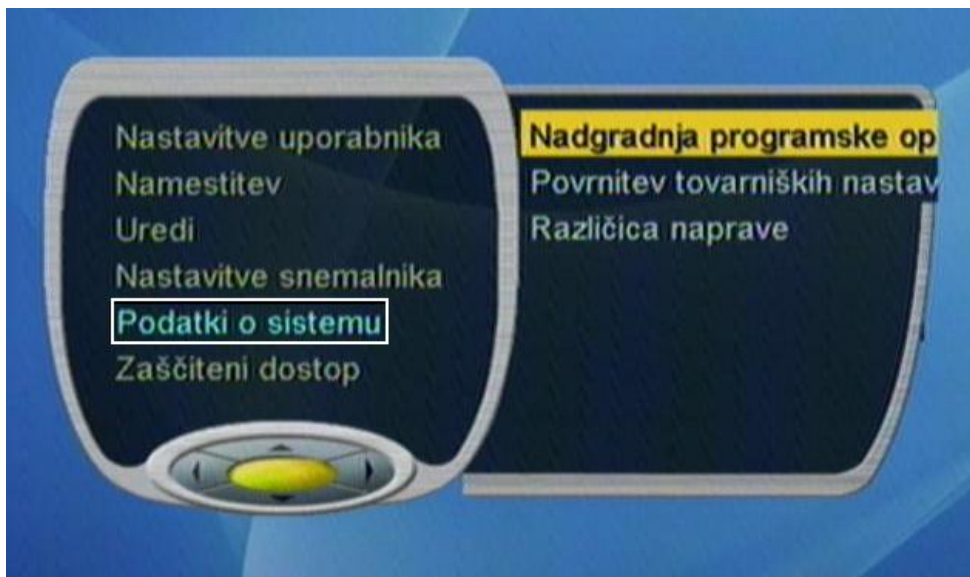 Nastavitve uporabnika
Namestitev
Uredi
Nastavitve snemalnika
Podatki o sistemu
Zaščiteni dostop
Nadgradnja programske op
Povrnitev tovarniških nastav
Različica naprave